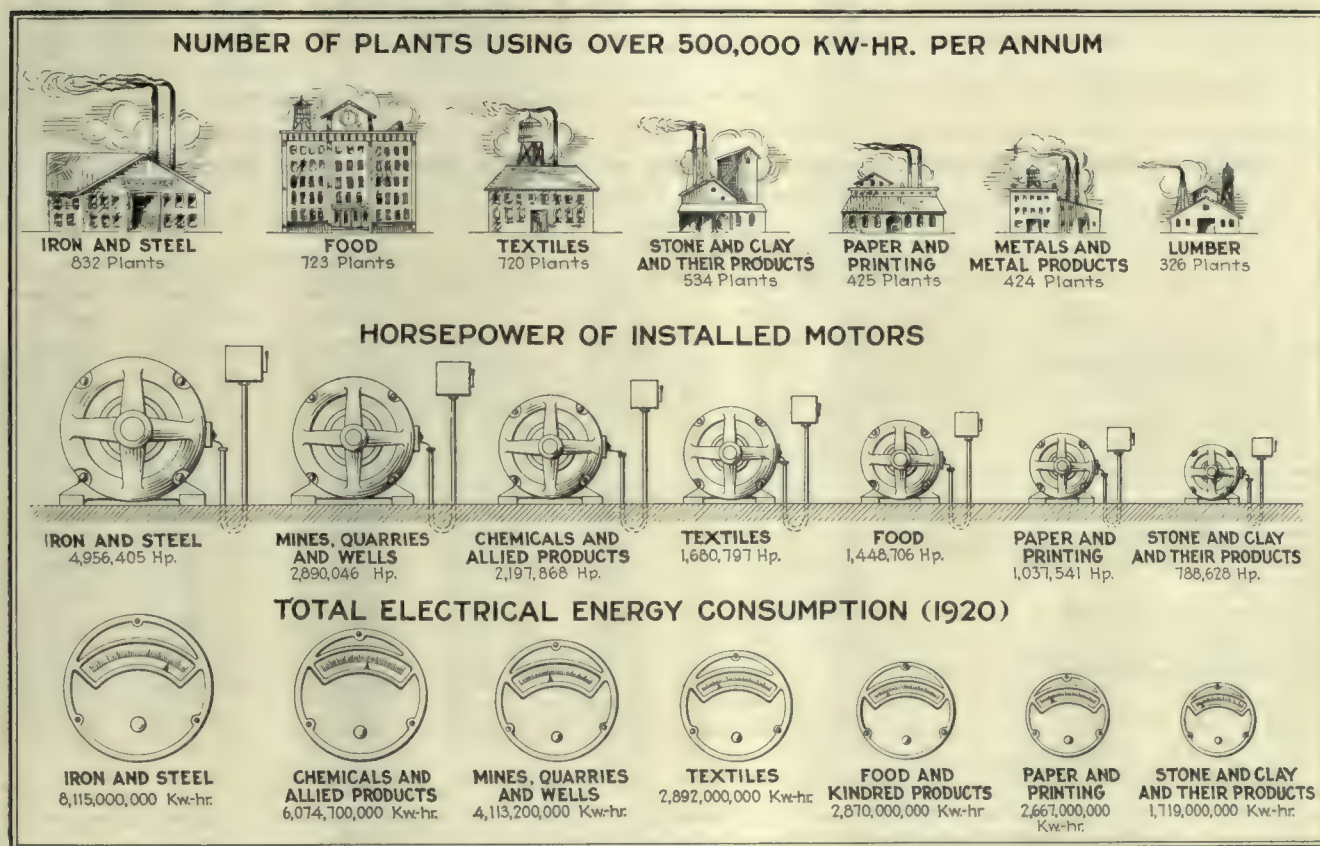 NUMBER OF PLANTS USING OVER 500,000 KW-HR. PER ANNUM
IRON AND STEEL
832 Plants
FOOD
723 Plants
TEXTILES
720 Plants
STONE AND CLAY
AND THEIR PRODUCTS
534 Plants
PAPER AND
PRINTING
425 Plants
METALS AND
METAL PRODUCTS
424 Plants
LUMBER
326 Plants
HORSEPOWER OF INSTALLED MOTORS
IRON AND STEEL
4,956,405 Hp.
MINES, QUARRIES
AND WELLS
2,890,046 Hp.
CHEMICALS AND
ALLIED PRODUCTS
2,197,868 Hp.
TEXTILES
1,680,797 Hp.
FOOD
1,448,706 Hp.
PAPER AND
PRINTING
1,037,541 Hp.
STONE AND CLAY
AND THEIR PRODUCTS
788,628 Hp.
TOTAL ELECTRICAL ENERGY CONSUMPTION (1920)
IRON AND STEEL
8,115,000,000 Kw.-hr.
CHEMICALS AND
ALLIED PRODUCTS
6,074,700,000 Kw.-hr.
MINES, QUARRIES
AND WELLS
4,113,200,000 Kw.-hr.
TEXTILES
2,892,000,000 Kw.-hr.
FOOD AND
KINDRED PRODUCTS
2,870,000,000 Kw.-hr
PAPER AND
PRINTING
2,667,000,000
Kw.-hr.
STONE AND CLAY
AND THEIR PRODUCTS
1,719,000,000 Kw.-hr.